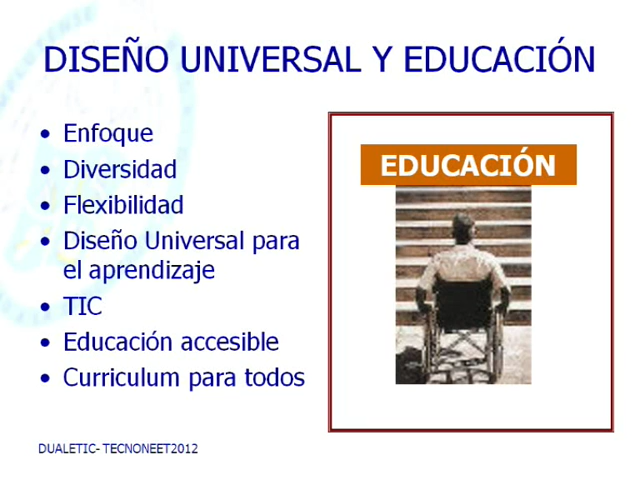 DISEÑO UNIVERSAL Y EDUCACIÓN
• Enfoque
• Diversidad
• Flexibilidad
• Diseño Universal para
el aprendizaje
• TIC
• Educación accesible
• Curriculum para todos
EDUCACIÓN
DUALETIC- TECNONEET2012